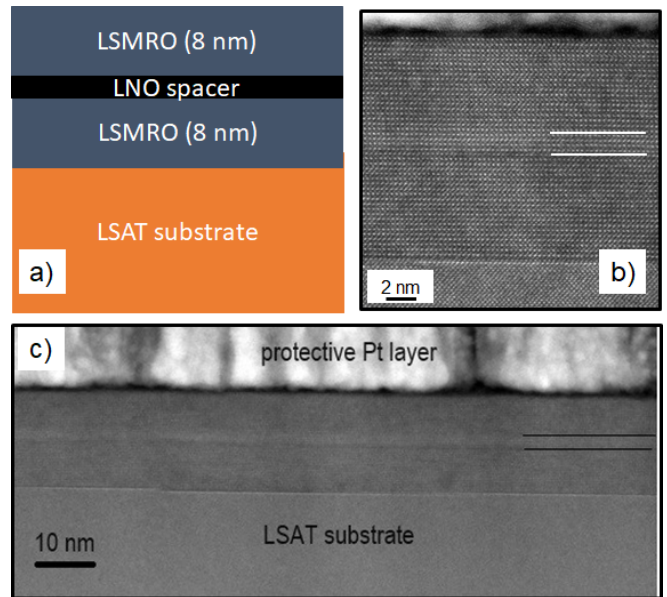 LSMRO (8 nm)
LNO spacer
LSMRO (8 nm)
LSAT substrate
a)
2 nm
b)
c)
protective Pt layer
10 nm
LSAT substrate